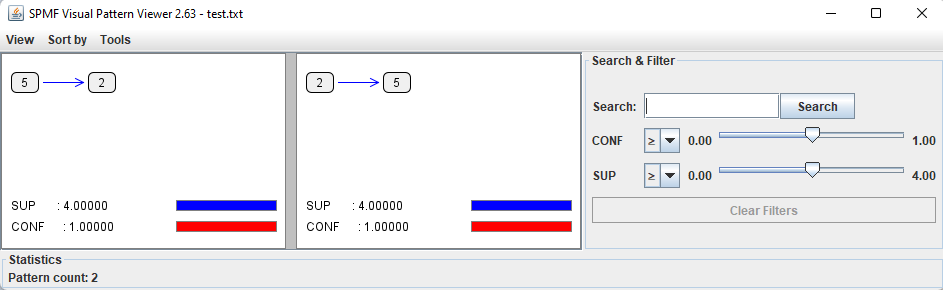 SPMF Visual Pattern Viewer 2.63 - test.txt
View Sort by Tools
5 2
SUP : 4.00000
CONF : 1.00000
2 5
SUP : 4.00000
CONF : 1.00000
Search & Filter
Search: Search
CONF ≥ 0.00 1.00
SUP ≥ 0.00 4.00
Clear Filters
Statistics
Pattern count: 2